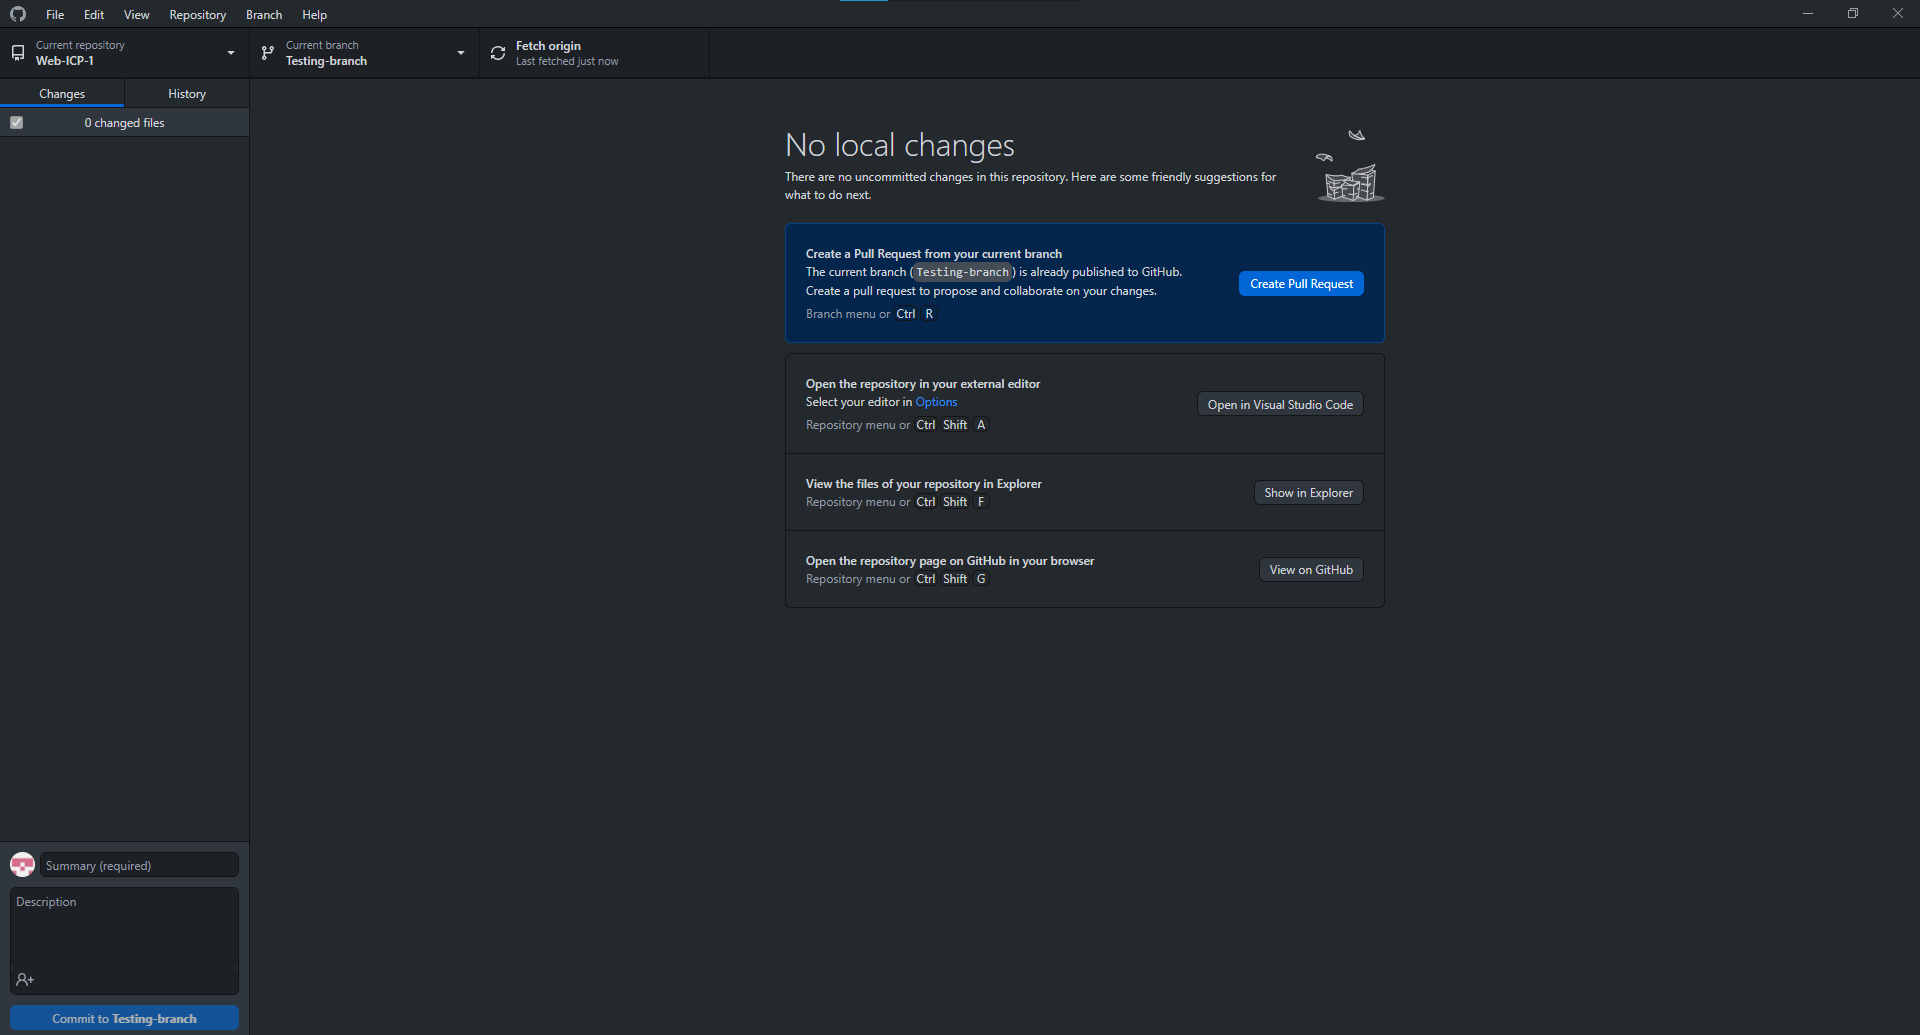 File Edit View Repository Branch Help
Current repository
Web-ICP-1
Current branch
Testing-branch
Fetch origin
Last fetched just now
Changes
History
0 changed files
No local changes
There are no uncommitted changes in this repository. Here are some friendly suggestions for
what to do next.
Create a Pull Request from your current branch
The current branch (Testing-branch) is already published to GitHub.
Create a pull request to propose and collaborate on your changes.
Branch menu or Ctrl R
Create Pull Request
Open the repository in your external editor
Select your editor in Options
Repository menu or Ctrl Shift A
Open in Visual Studio Code
View the files of your repository in Explorer
Repository menu or Ctrl Shift F
Show in Explorer
Open the repository page on GitHub in your browser
Repository menu or Ctrl Shift G
View on GitHub
Summary (required)
Description
Commit to Testing-branch